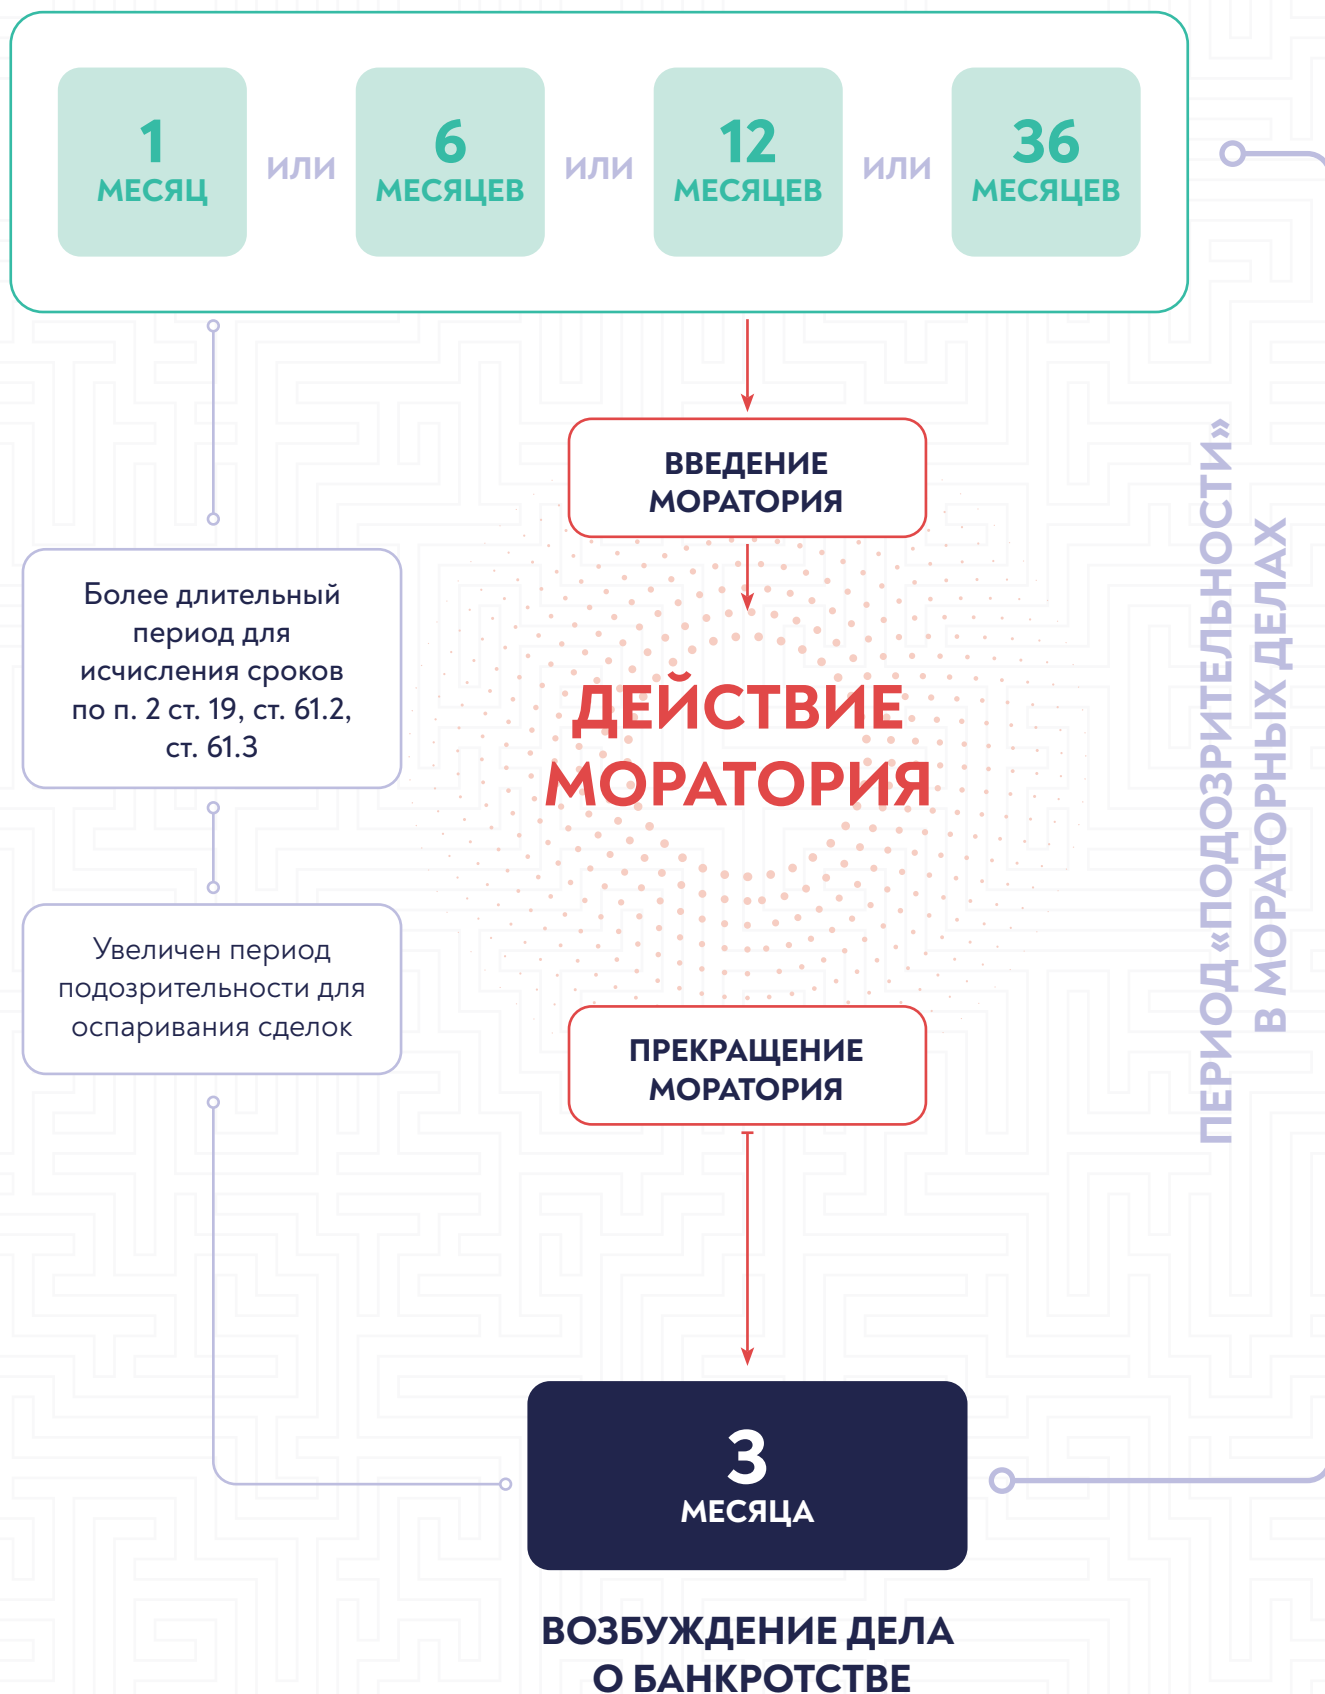 1
МЕСЯЦ
ИЛИ
6
МЕСЯЦЕВ
ИЛИ
12
МЕСЯЦЕВ
ИЛИ
36
МЕСЯЦЕВ
ВВЕДЕНИЕ
МОРАТОРИЯ
Более длительный
период для
исчисления сроков
по п. 2 ст. 19, ст. 61.2,
ст. 61.3
ДЕЙСТВИЕ
МОРАТОРИЯ
Увеличен период
подозрительности для
оспаривания сделок
ПРЕКРАЩЕНИЕ
МОРАТОРИЯ
ПЕРИОД «ПОДОЗРИТЕЛЬНОСТИ»
В МОРАТОРНЫХ ДЕЛАХ
3
МЕСЯЦА
ВОЗБУЖДЕНИЕ ДЕЛА
О БАНКРОТСТВЕ